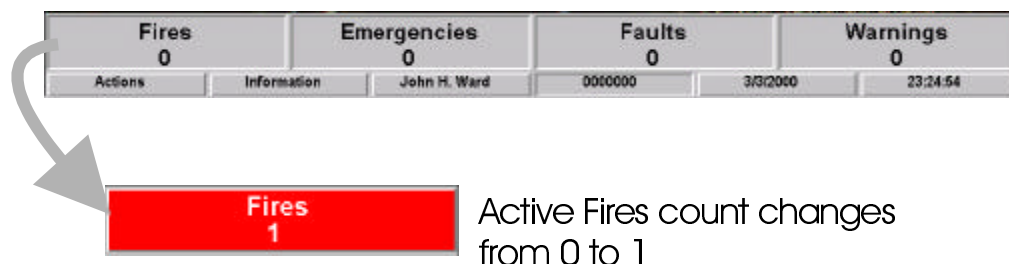 Fires Emergencies Faults Warnings
0 0 0 0
Actions Information John H. Ward 0000000 3/3/2000 23:24:54
Fires
1
Active Fires count changes
from 0 to 1